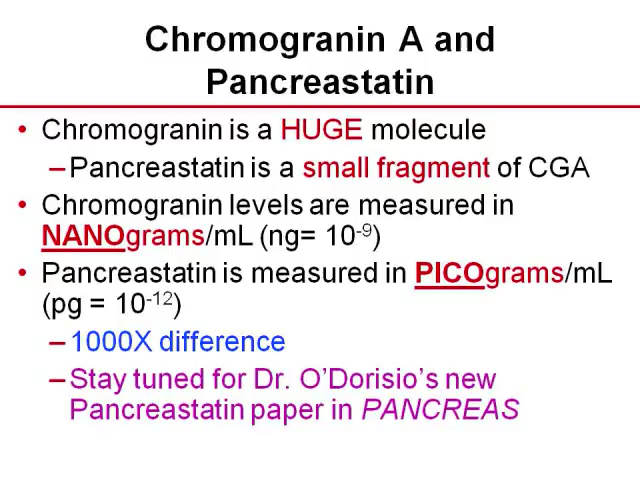 Chromogranin A and
Pancreastatin
• Chromogranin is a HUGE molecule
–Pancreastatin is a small fragment of CGA
• Chromogranin levels are measured in
NANOgrams/mL (ng= 10⁻⁹)
• Pancreastatin is measured in PICOgrams/mL
(pg = 10⁻¹²)
–1000X difference
–Stay tuned for Dr. O’Dorisio’s new
Pancreastatin paper in PANCREAS